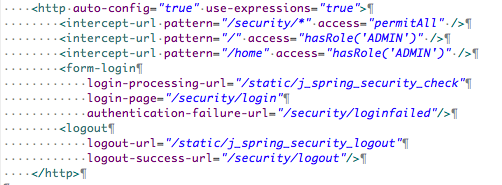 <http auto-config="true" use-expressions="true">¶
<intercept-url pattern="/security/*" access="permitAll" />¶
<intercept-url pattern="/" access="hasRole('ADMIN')" />¶
<intercept-url pattern="/home" access="hasRole('ADMIN')" />¶
<form-login¶
login-processing-url="/static/j_spring_security_check"¶
login-page="/security/login"¶
authentication-failure-url="/security/loginfailed"/>¶
<logout¶
logout-url="/static/j_spring_security_logout"¶
logout-success-url="/security/logout"/>¶
</http>¶